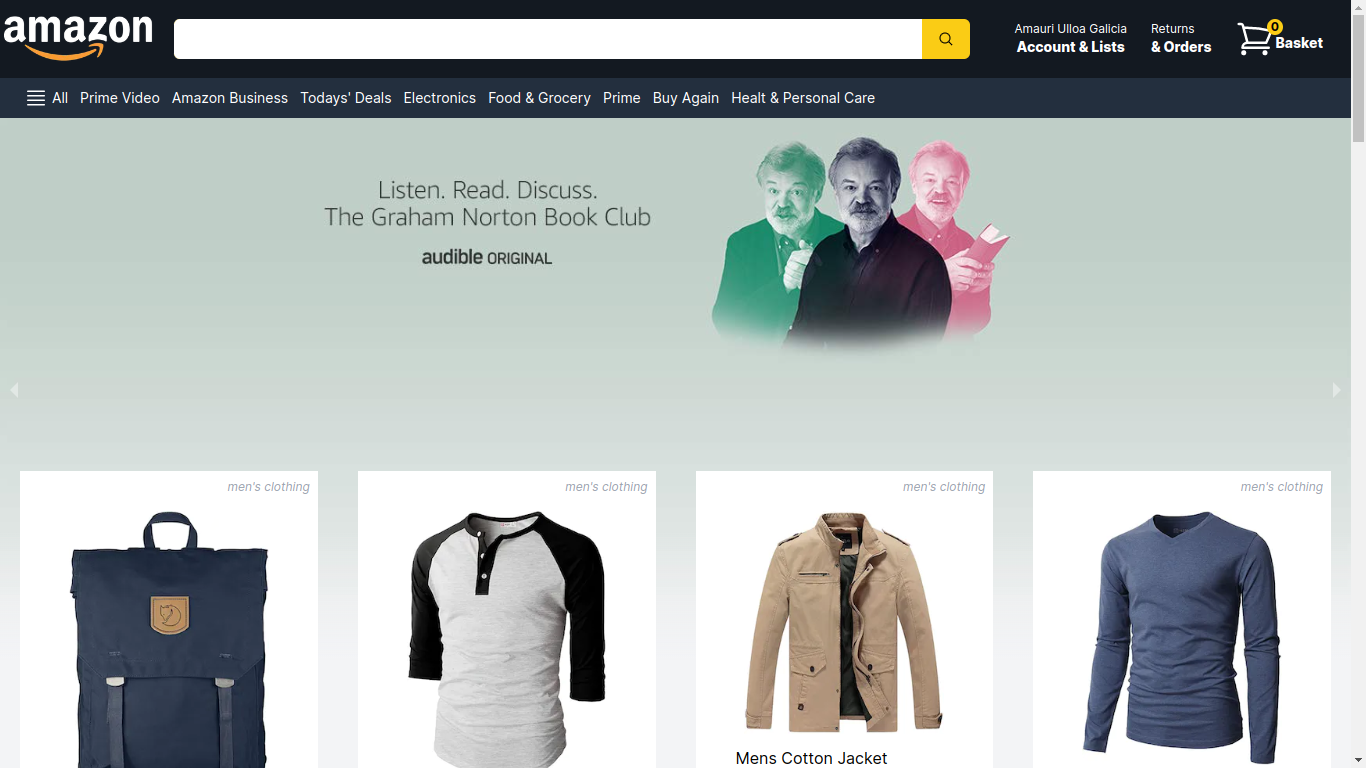 amazon
Amauri Ulloa Galicia
Account & Lists
Returns
& Orders
0
Basket
All Prime Video Amazon Business Todays' Deals Electronics Food & Grocery Prime Buy Again Healt & Personal Care
Listen. Read. Discuss.
The Graham Norton Book Club
audible ORIGINAL
men's clothing
men's clothing
men's clothing
men's clothing
Mens Cotton Jacket